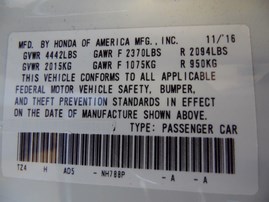 MFD. BY HONDA OF AMERICA MFG., INC. 11/16
GVWR 4442LBS GAWR F 2370LBS R 2094LBS
GVWR 2015KG GAWR F 1075KG R 950KG
THIS VEHICLE CONFORMS TO ALL APPLICABLE
FEDERAL MOTOR VEHICLE SAFETY, BUMPER,
AND THEFT PREVENTION STANDARDS IN EFFECT
ON THE DATE OF MANUFACTURE SHOWN ABOVE.
TYPE: PASSENGER CAR
TZA H AD5 -NH788P -A -A